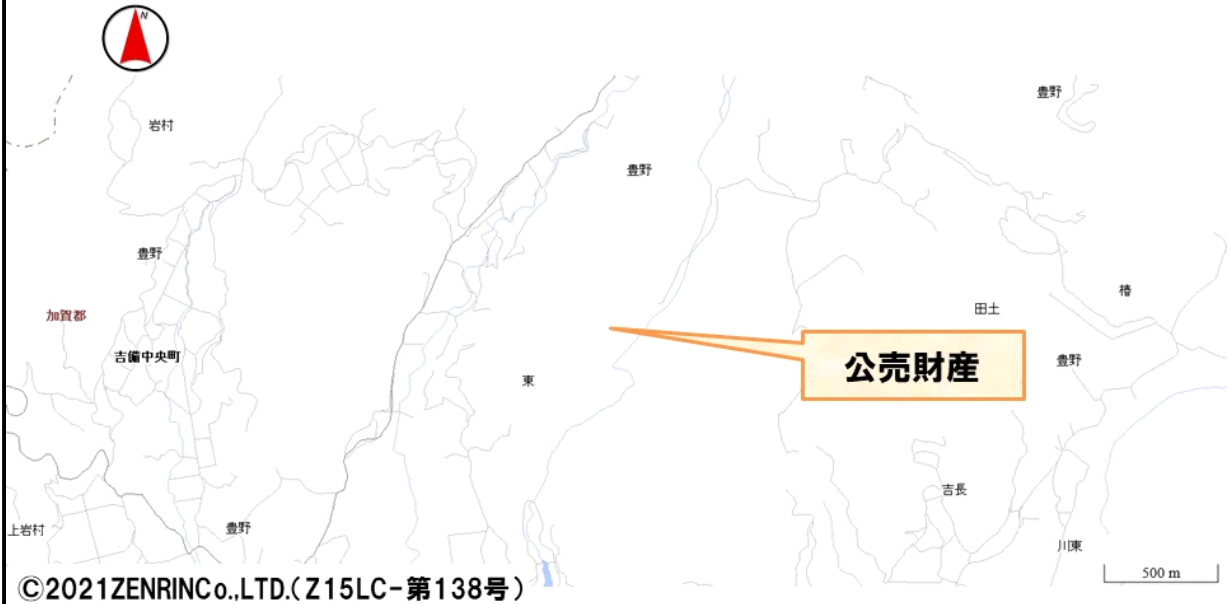 N
豊野
岩村
豊野
豊野
加賀郡
椿
田土
吉備中央町
公売財産
豊野
東
吉長
上岩村
豊野
川東
500 m
©2021ZENRINCo.,LTD.(Z15LC-第138号)